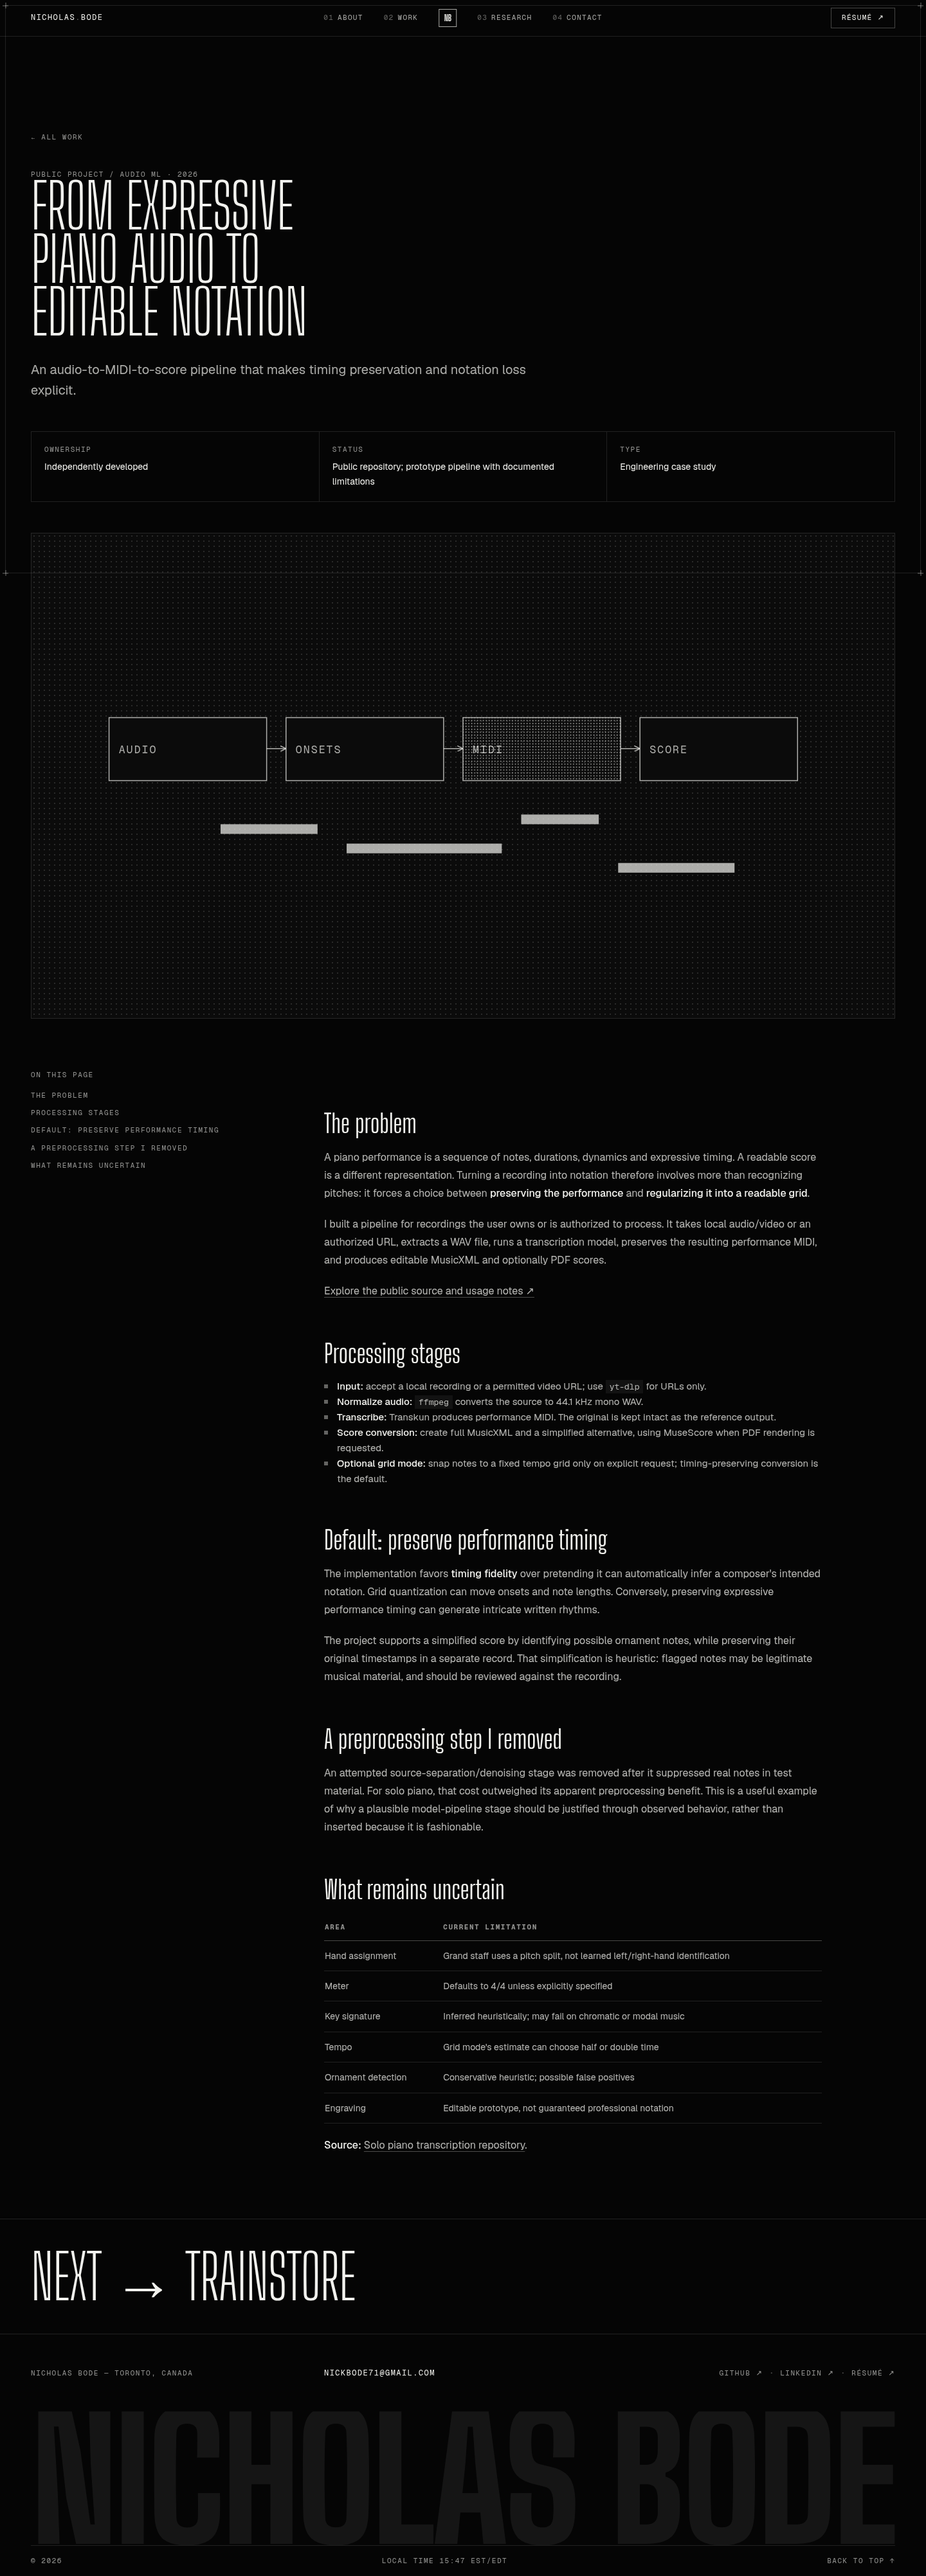 NICHOLAS BODE
01 ABOUT 02 WORK NB 03 RESEARCH 04 CONTACT
RÉSUMÉ ↗
← ALL WORK
PUBLIC PROJECT / AUDIO ML · 2026
FROM EXPRESSIVE
PIANO AUDIO TO
EDITABLE NOTATION
An audio-to-MIDI-to-score pipeline that makes timing preservation and notation loss
explicit.
OWNERSHIP
Independently developed
STATUS
Public repository; prototype pipeline with documented
limitations
TYPE
Engineering case study
AUDIO
ONSETS
MIDI
SCORE
ON THIS PAGE
THE PROBLEM
PROCESSING STAGES
DEFAULT: PRESERVE PERFORMANCE TIMING
A PREPROCESSING STEP I REMOVED
WHAT REMAINS UNCERTAIN
The problem
A piano performance is a sequence of notes, durations, dynamics and expressive timing. A readable score
is a different representation. Turning a recording into notation therefore involves more than recognizing
pitches: it forces a choice between preserving the performance and regularizing it into a readable grid.
I built a pipeline for recordings the user owns or is authorized to process. It takes local audio/video or an
authorized URL, extracts a WAV file, runs a transcription model, preserves the resulting performance MIDI,
and produces editable MusicXML and optionally PDF scores.
Explore the public source and usage notes ↗
Processing stages
Input: accept a local recording or a permitted video URL; use yt-dlp for URLs only.
Normalize audio: ffmpeg converts the source to 44.1 kHz mono WAV.
Transcribe: Transkun produces performance MIDI. The original is kept intact as the reference output.
Score conversion: create full MusicXML and a simplified alternative, using MuseScore when PDF rendering is
requested.
Optional grid mode: snap notes to a fixed tempo grid only on explicit request; timing-preserving conversion is
the default.
Default: preserve performance timing
The implementation favors timing fidelity over pretending it can automatically infer a composer's intended
notation. Grid quantization can move onsets and note lengths. Conversely, preserving expressive
performance timing can generate intricate written rhythms.
The project supports a simplified score by identifying possible ornament notes, while preserving their
original timestamps in a separate record. That simplification is heuristic: flagged notes may be legitimate
musical material, and should be reviewed against the recording.
A preprocessing step I removed
An attempted source-separation/denoising stage was removed after it suppressed real notes in test
material. For solo piano, that cost outweighed its apparent preprocessing benefit. This is a useful example
of why a plausible model-pipeline stage should be justified through observed behavior, rather than
inserted because it is fashionable.
What remains uncertain
AREA CURRENT LIMITATION
Hand assignment Grand staff uses a pitch split, not learned left/right-hand identification
Meter Defaults to 4/4 unless explicitly specified
Key signature Inferred heuristically; may fail on chromatic or modal music
Tempo Grid mode's estimate can choose half or double time
Ornament detection Conservative heuristic; possible false positives
Engraving Editable prototype, not guaranteed professional notation
Source: Solo piano transcription repository.
NEXT → TRAINSTORE
NICHOLAS BODE — TORONTO, CANADA
NICKBODE71@GMAIL.COM
GITHUB ↗ · LINKEDIN ↗ · RÉSUMÉ ↗
NICHOLAS BODE
© 2026
LOCAL TIME 15:47 EST/EDT
BACK TO TOP ↑